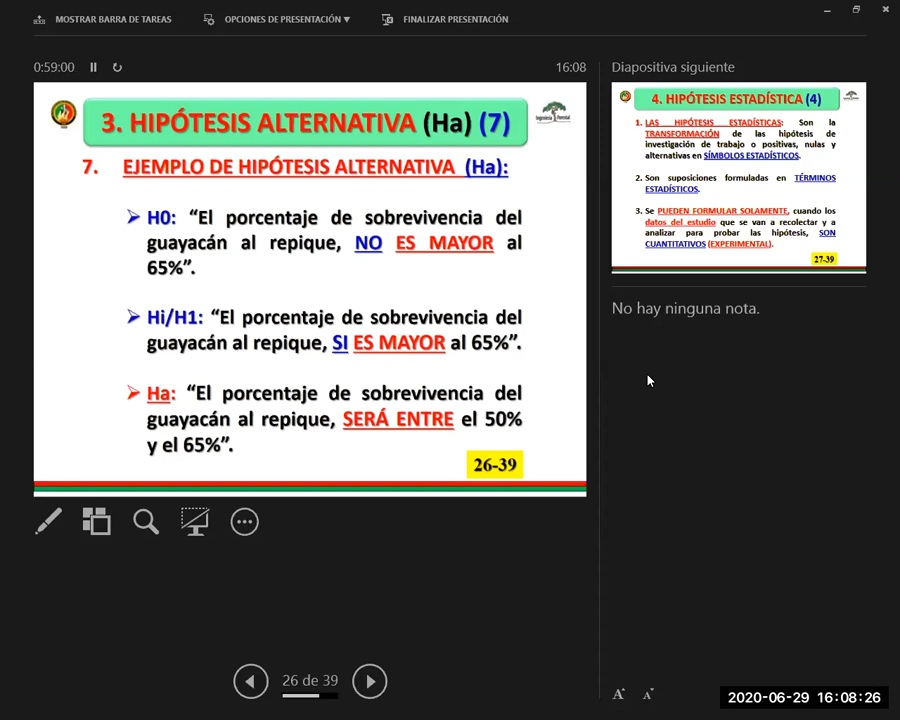 MOSTRAR BARRA DE TAREAS
OPCIONES DE PRESENTACIÓN ▼
FINALIZAR PRESENTACIÓN
0:59:00
16:08
3. HIPÓTESIS ALTERNATIVA (Ha) (7)
Ingeniería Forestal
7. EJEMPLO DE HIPÓTESIS ALTERNATIVA (Ha):
➢ H0: “El porcentaje de sobrevivencia del
guayacán al repique, NO ES MAYOR al
65%”.
➢ Hi/H1: “El porcentaje de sobrevivencia del
guayacán al repique, SI ES MAYOR al 65%”.
➢ Ha: “El porcentaje de sobrevivencia del
guayacán al repique, SERÁ ENTRE el 50%
y el 65%”.
26-39
Diapositiva siguiente
4. HIPÓTESIS ESTADÍSTICA (4)
1. LAS HIPÓTESIS ESTADÍSTICAS: Son la
TRANSFORMACIÓN de las hipótesis de
investigación de trabajo o positivas, nulas y
alternativas en SÍMBOLOS ESTADÍSTICOS.
2. Son suposiciones formuladas en TÉRMINOS
ESTADÍSTICOS.
3. Se PUEDEN FORMULAR SOLAMENTE, cuando los
datos del estudio que se van a recolectar y a
analizar para probar las hipótesis, SON
CUANTITATIVOS (EXPERIMENTAL).
27-39
No hay ninguna nota.
26 de 39
A A
2020-06-29 16:08:26